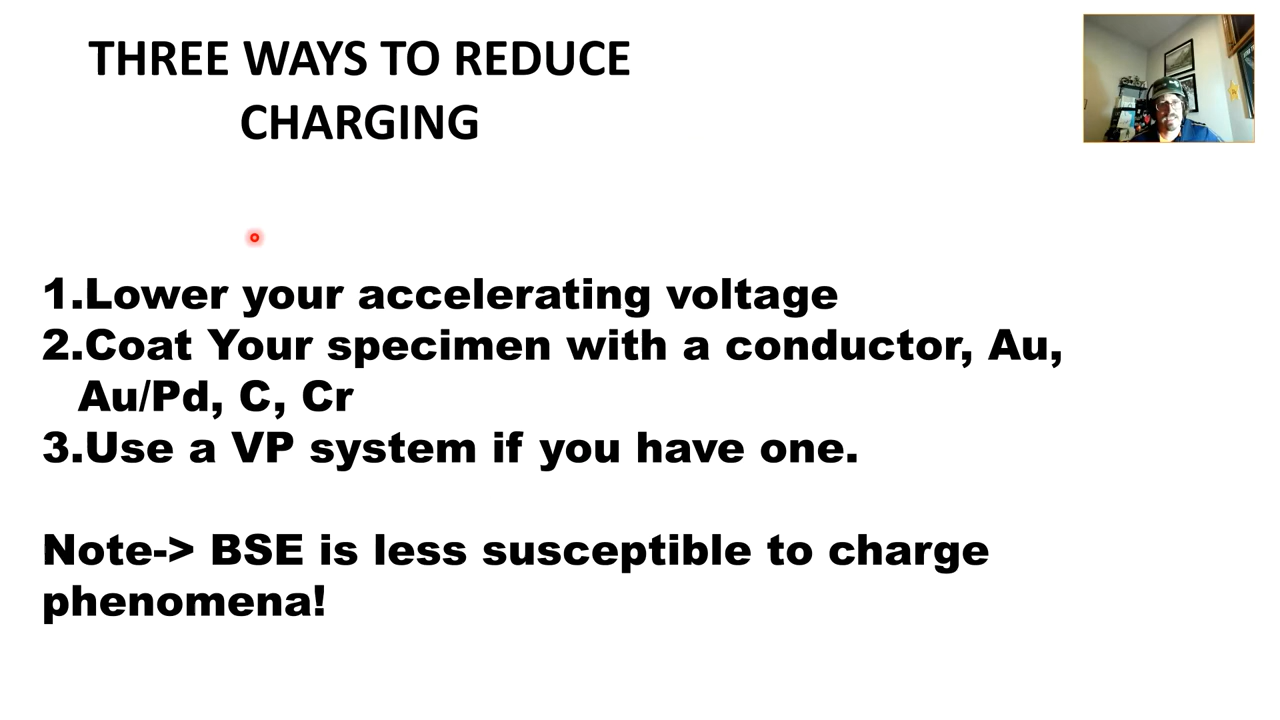 THREE WAYS TO REDUCE
CHARGING
1.Lower your accelerating voltage
2.Coat Your specimen with a conductor, Au,
Au/Pd, C, Cr
3.Use a VP system if you have one.
Note-> BSE is less susceptible to charge
phenomena!